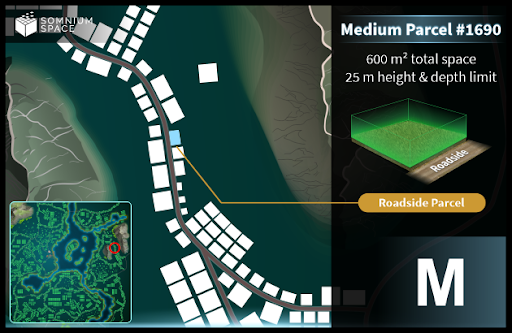 SOMNIUM
SPACE
Medium Parcel #1690
600 m² total space
25 m height & depth limit
Roadside
Roadside Parcel
M